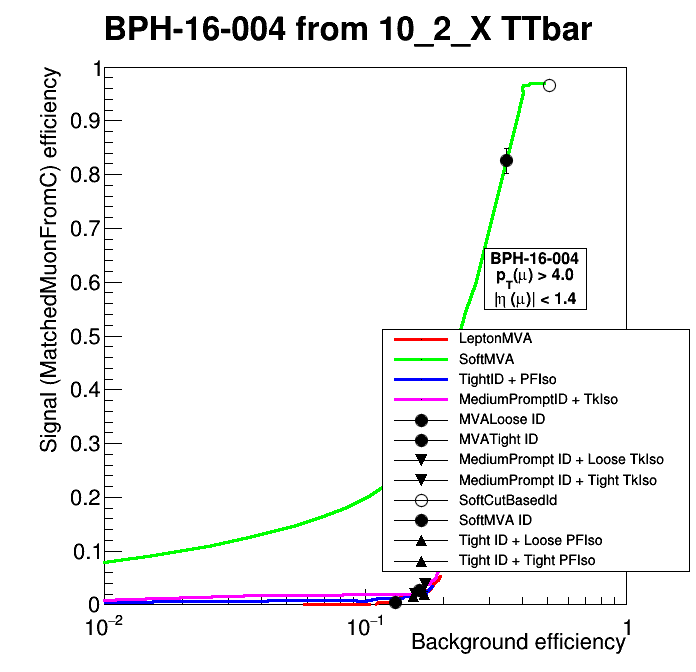 BPH-16-004 from 10_2_X TTbar
Signal (MatchedMuonFromC) efficiency
1
0.9
0.8
0.7
0.6
0.5
0.4
0.3
0.2
0.1
0
BPH-16-004
p_T(μ) > 4.0
|η (μ)| < 1.4
LeptonMVA
SoftMVA
TightID + PFIso
MediumPromptID + TkIso
MVALoose ID
MVATight ID
MediumPrompt ID + Loose TkIso
MediumPrompt ID + Tight TkIso
SoftCutBasedId
SoftMVA ID
Tight ID + Loose PFIso
Tight ID + Tight PFIso
10⁻² 10⁻¹ 1
Background efficiency